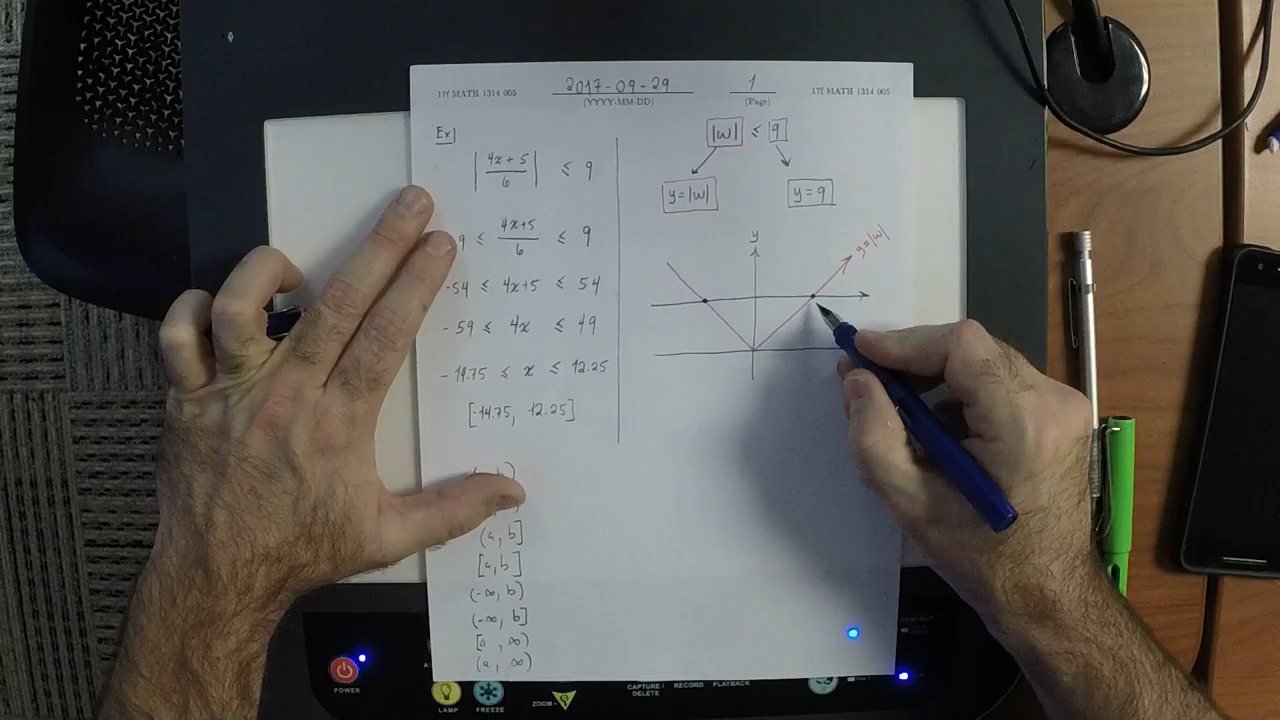 17f MATH 1314 005 2017-09-29 1 17f MATH 1314 005
(YYYY-MM-DD) (Page)
Ex
|(4x+5)/6| ≤ 9
9 ≤ (4x+5)/6 ≤ 9
-54 ≤ 4x+5 ≤ 54
-59 ≤ 4x ≤ 49
-14.75 ≤ x ≤ 12.25
[-14.75, 12.25]
(a, b]
[a, b]
(-∞, b)
(-∞, b]
[a, ∞)
(a, ∞)
|w| ≤ 9
y=|w| y=9
y
y=|w|
POWER
LAMP
FREEZE
ZOOM
CAPTURE / DELETE
RECORD
PLAYBACK